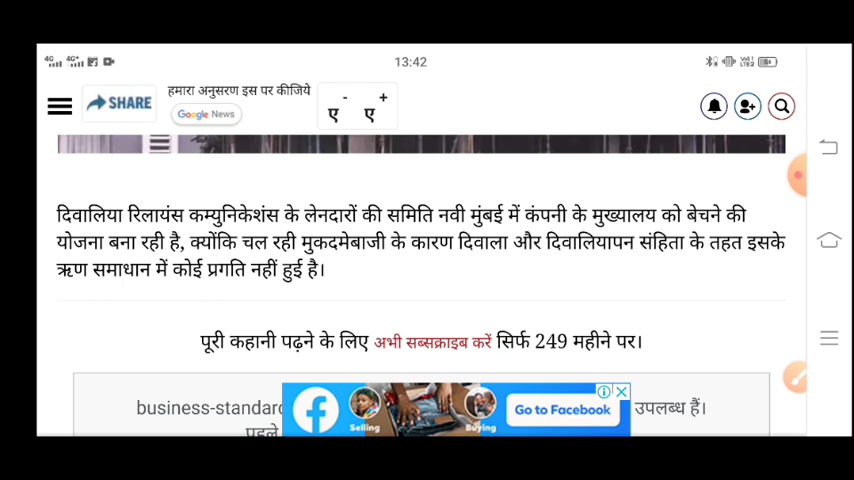 13:42
SHARE
हमारा अनुसरण इस पर कीजिये
Google News
ए - ए +
दिवालिया रिलायंस कम्युनिकेशंस के लेनदारों की समिति नवी मुंबई में कंपनी के मुख्यालय को बेचने की
योजना बना रही है, क्योंकि चल रही मुकदमेबाजी के कारण दिवाला और दिवालियापन संहिता के तहत इसके
ऋण समाधान में कोई प्रगति नहीं हुई है।
पूरी कहानी पढ़ने के लिए अभी सब्सक्राइब करें सिर्फ 249 महीने पर।
business-standard उपलब्ध हैं।
पहले
Selling Buying Go to Facebook